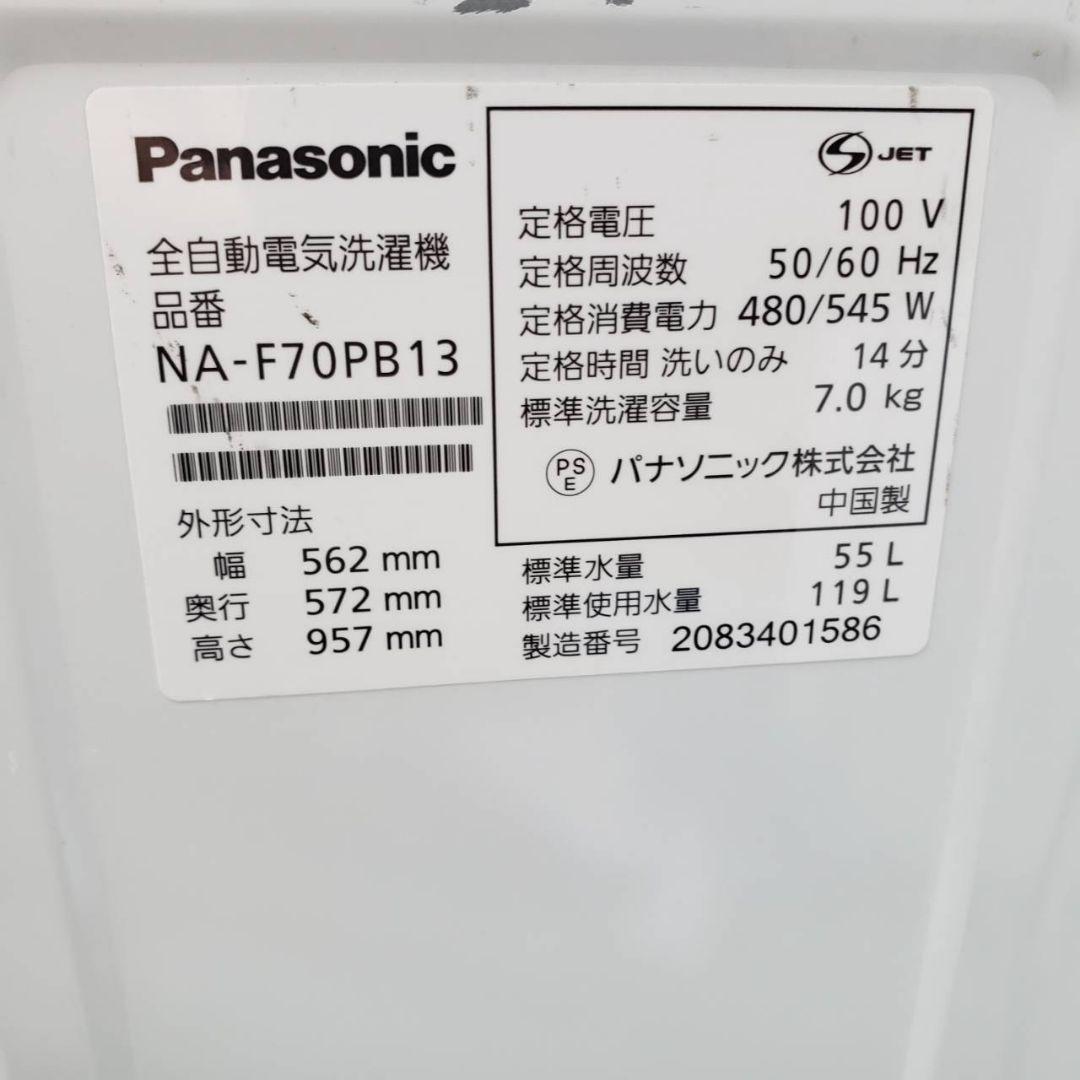 Panasonic
全自動電気洗濯機
品番
NA-F70PB13
外形寸法
幅 562 mm
奥行 572 mm
高さ 957 mm
S JET
定格電圧 100 V
定格周波数 50/60 Hz
定格消費電力 480/545 W
定格時間 洗いのみ 14 分
標準洗濯容量 7.0 kg
PS E パナソニック株式会社
中国製
標準水量 55 L
標準使用水量 119 L
製造番号 2083401586